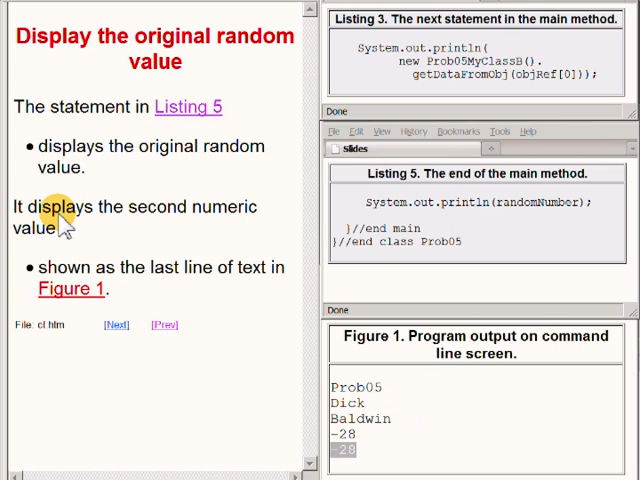 Display the original random
value
The statement in Listing 5
• displays the original random
value.
It displays the second numeric
value
• shown as the last line of text in
Figure 1.
File: cf.htm [Next] [Prev]
Listing 3. The next statement in the main method.
System.out.println(
new Prob05MyClassB().
getDataFromObj(objRef[0]));
Done
File Edit View History Bookmarks Tools Help
Slides
Listing 5. The end of the main method.
System.out.println(randomNumber);
}//end main
}//end class Prob05
Done
Figure 1. Program output on command
line screen.
Prob05
Dick
Baldwin
-28
-28